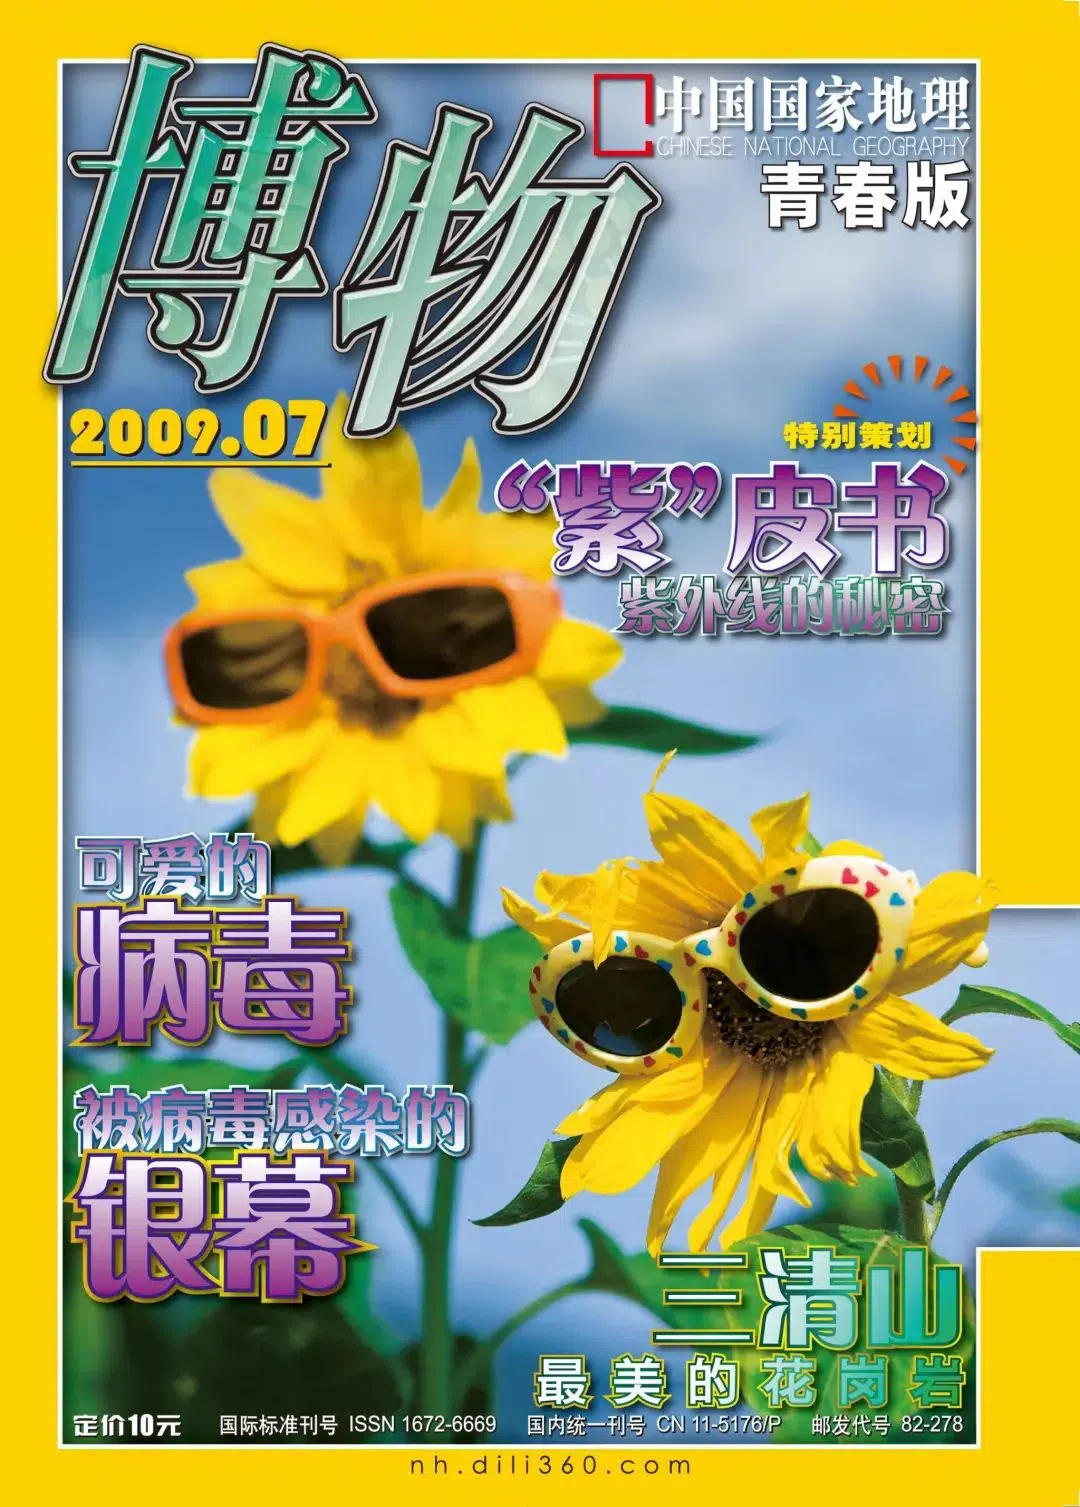 博物
中国国家地理
CHINESE NATIONAL GEOGRAPHY
青春版
2009.07
特别策划
“紫”皮书
紫外线的秘密
可爱的
病毒
被病毒感染的
银幕
三清山
最美的花岗岩
定价10元 国际标准刊号 ISSN 1672-6669 国内统一刊号 CN 11-5176/P 邮发代号 82-278
nh.dili360.com